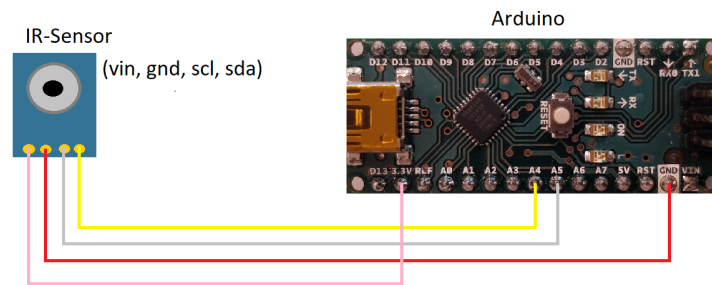 Arduino
IR-Sensor
(vin, gnd, scl, sda)
D12 D11 D10 D9 D8 D7 D6 D5 D4 D3 D2 GND RST RX0 TX1
TX
RX
RESET
ON
L
D13 3.3V REF A0 A1 A2 A3 A4 A5 A6 A7 5V RST GND VIN